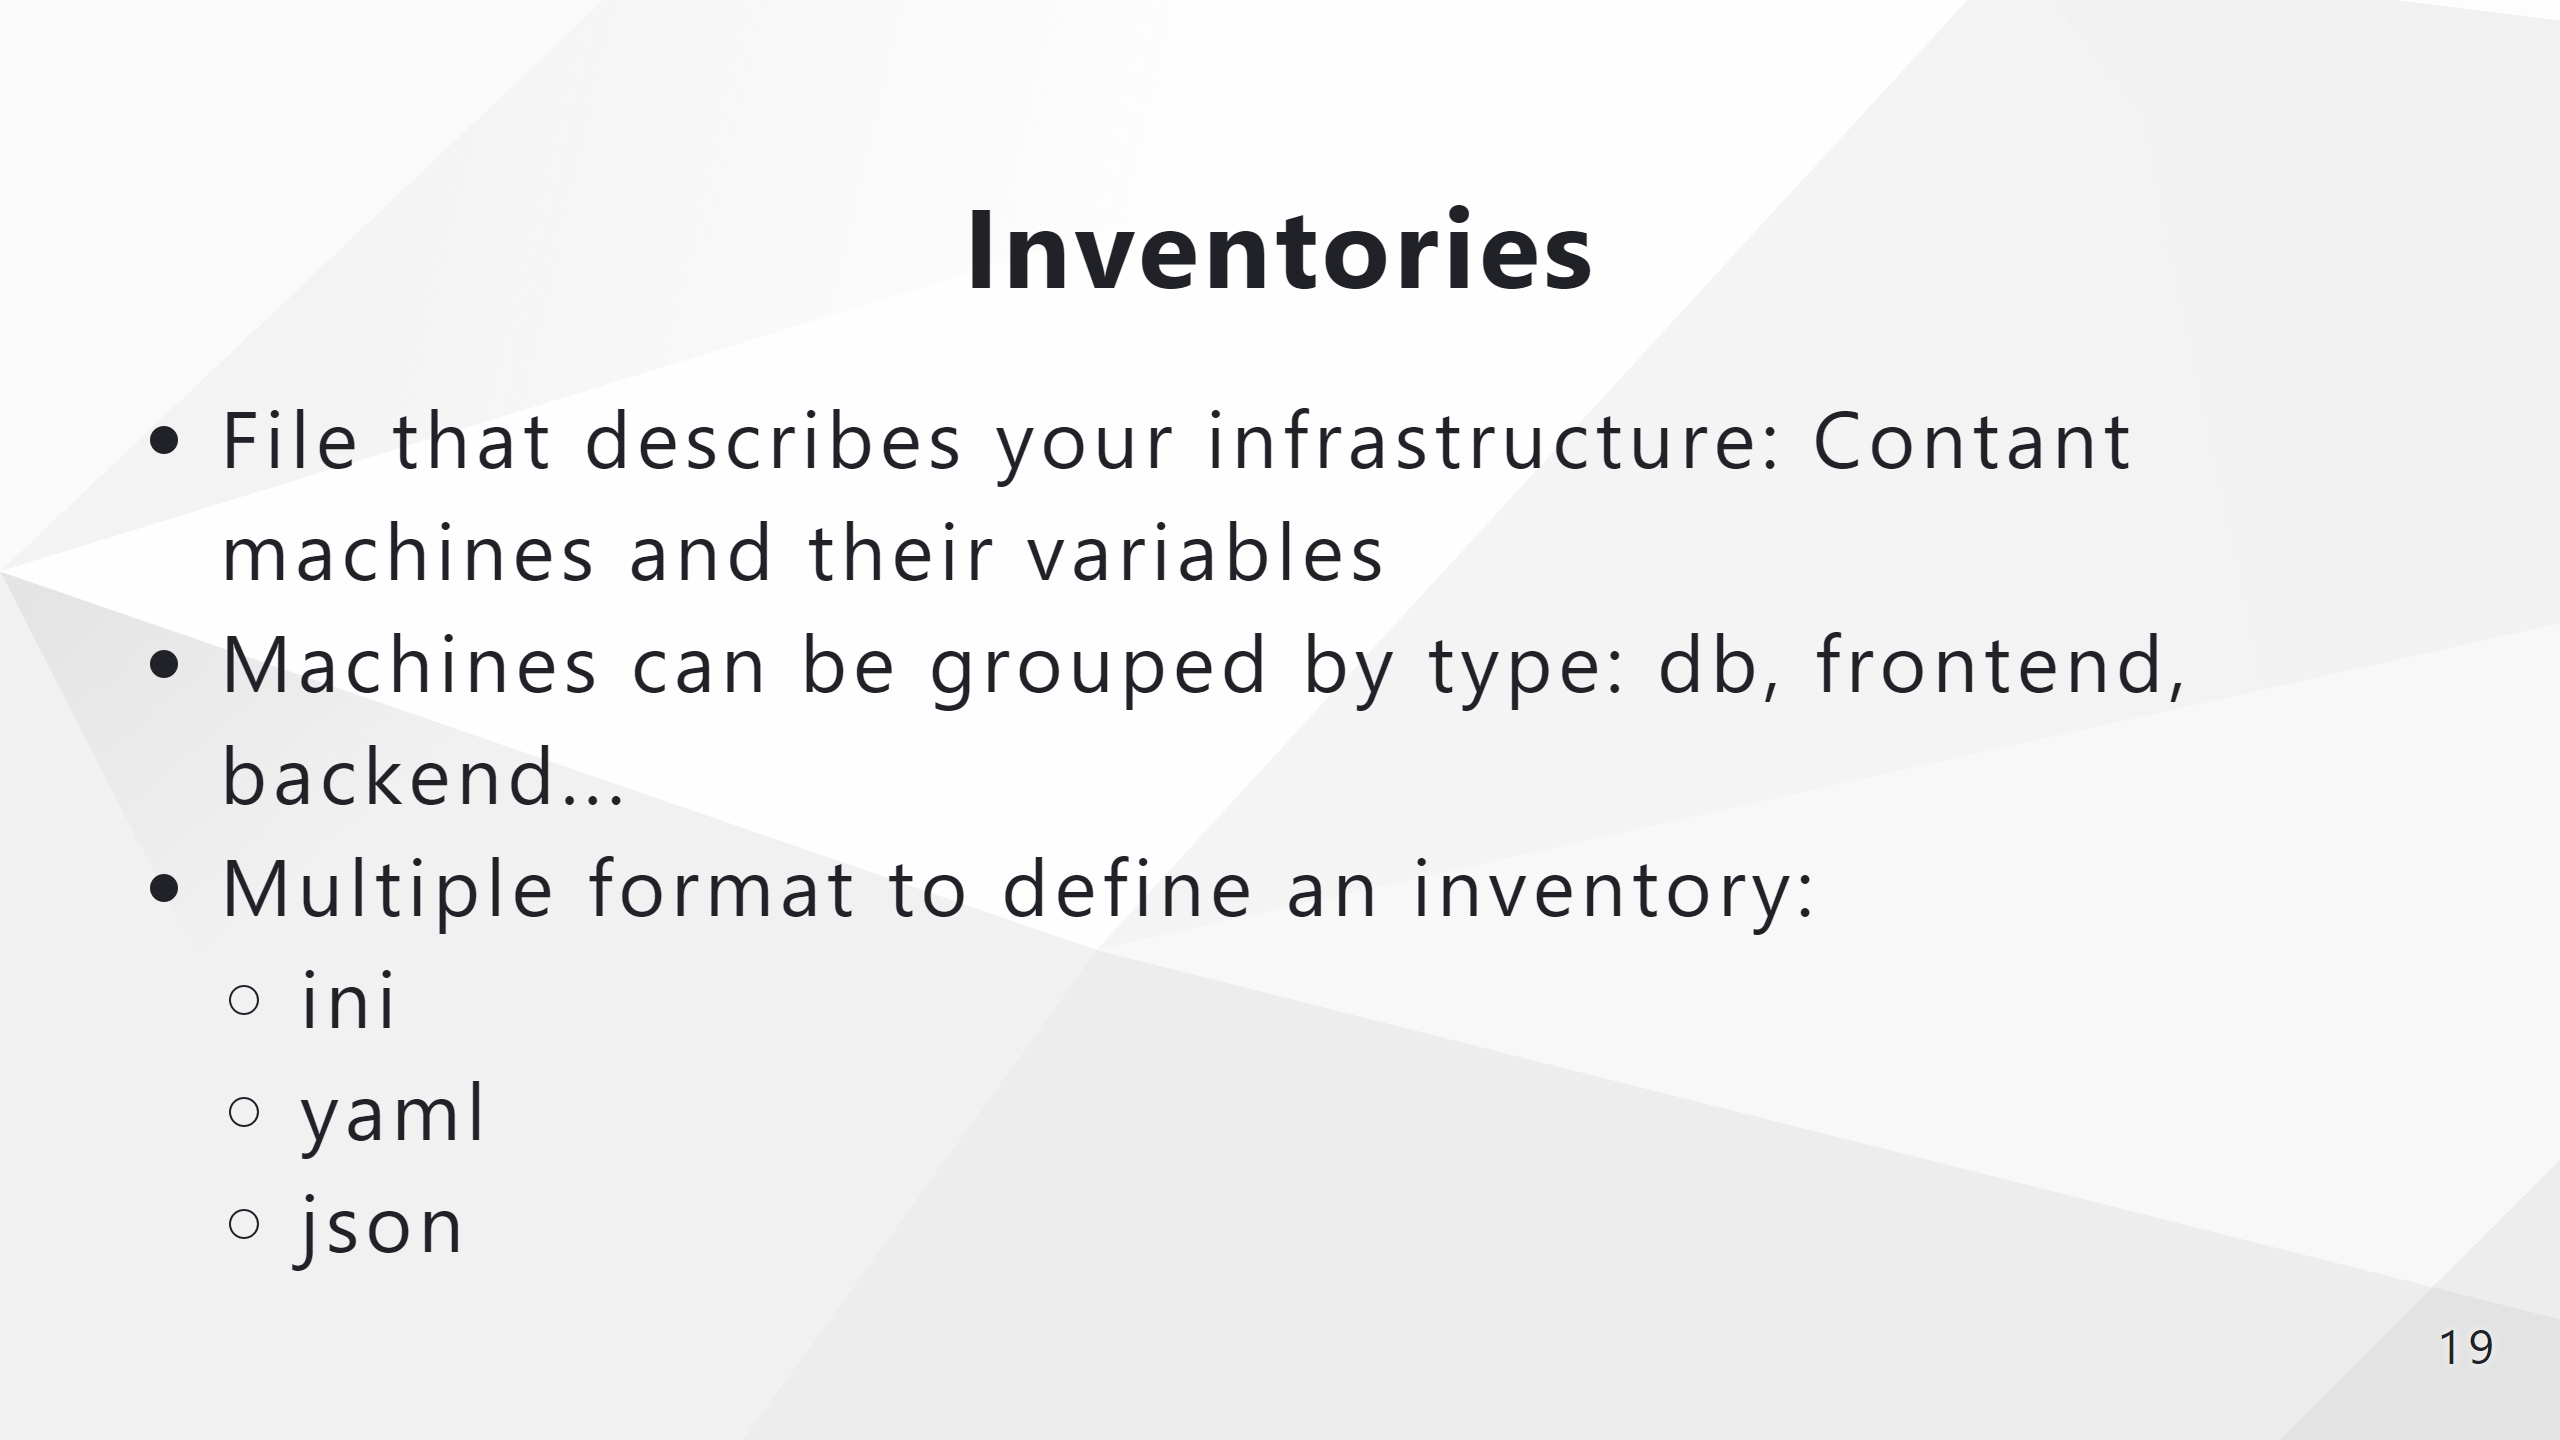 Inventories
• File that describes your infrastructure: Contant
machines and their variables
• Machines can be grouped by type: db, frontend,
backend...
• Multiple format to define an inventory:
○ ini
○ yaml
○ json
19